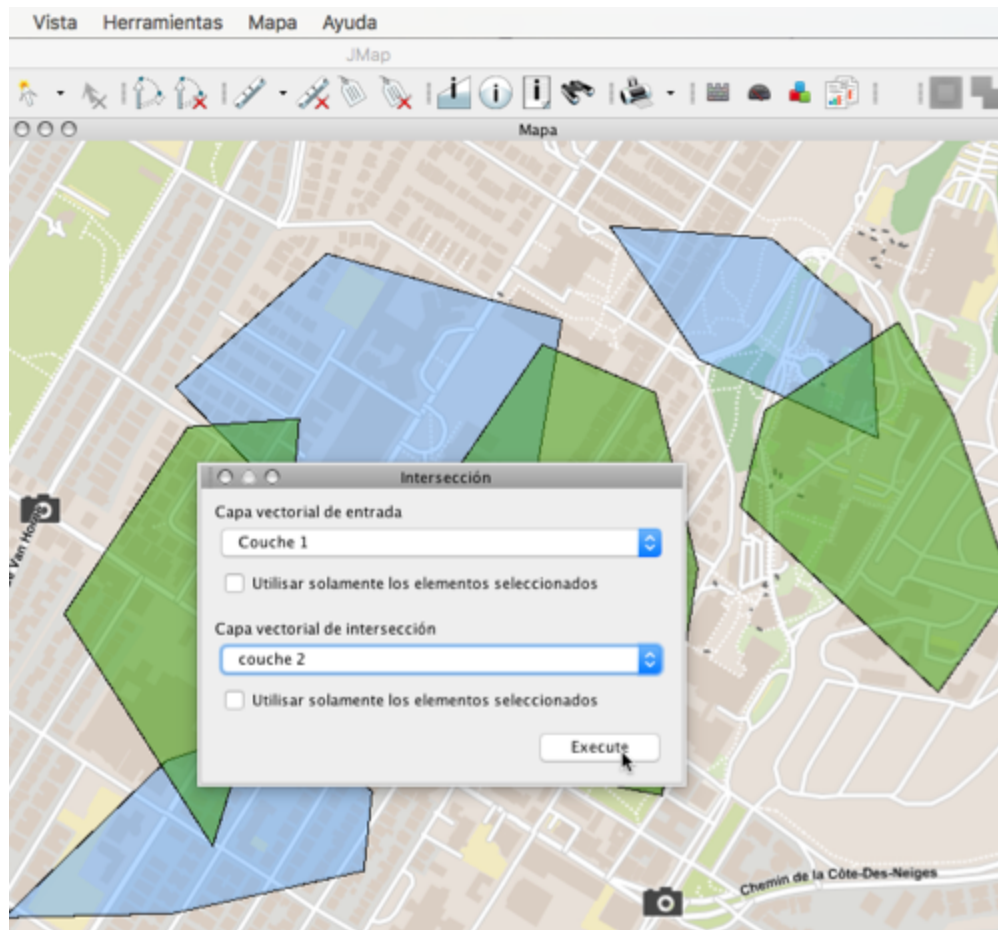 Vista Herramientas Mapa Ayuda
JMap
Mapa
Intersección
Capa vectorial de entrada
Couche 1
Utilisar solamente los elementos seleccionados
Capa vectorial de intersección
couche 2
Utilisar solamente los elementos seleccionados
Execute
Chemin de la Côte-Des-Neiges